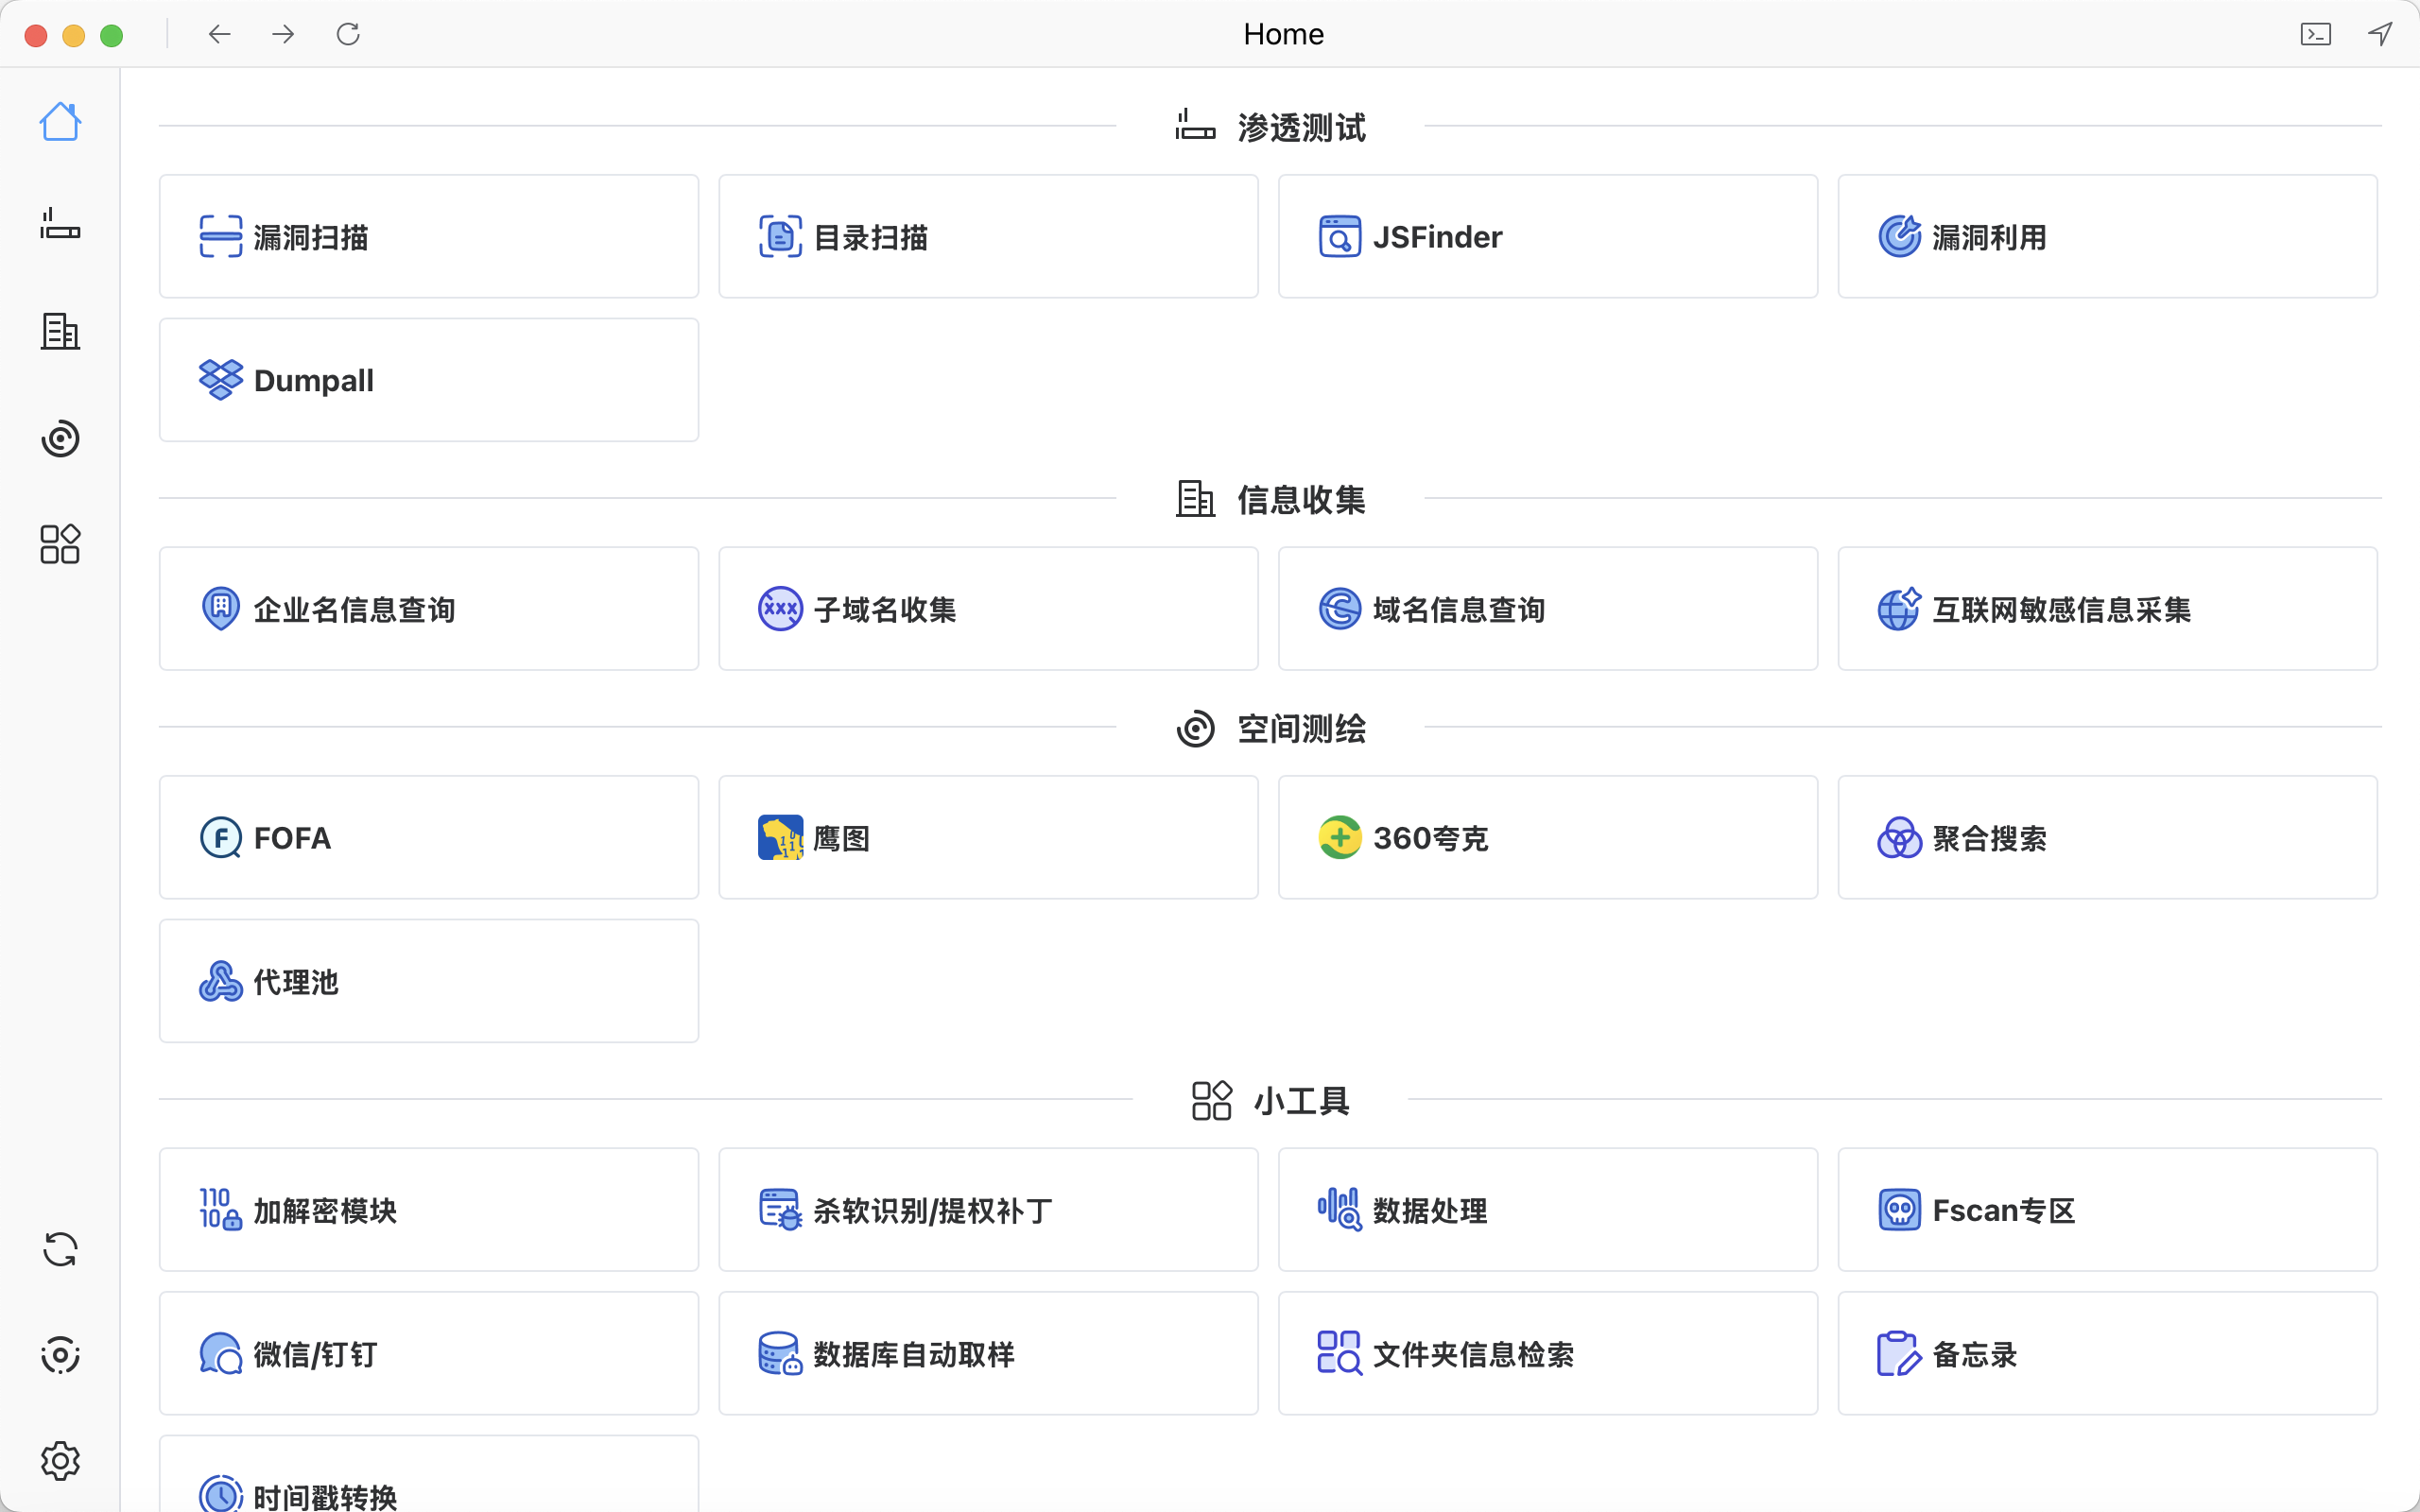 Home
渗透测试
漏洞扫描
目录扫描
JSFinder
漏洞利用
Dumpall
信息收集
企业名信息查询
子域名收集
域名信息查询
互联网敏感信息采集
空间测绘
FOFA
鹰图
360夸克
聚合搜索
代理池
小工具
加解密模块
杀软识别/提权补丁
数据处理
Fscan专区
微信/钉钉
数据库自动取样
文件夹信息检索
备忘录
时间戳转换